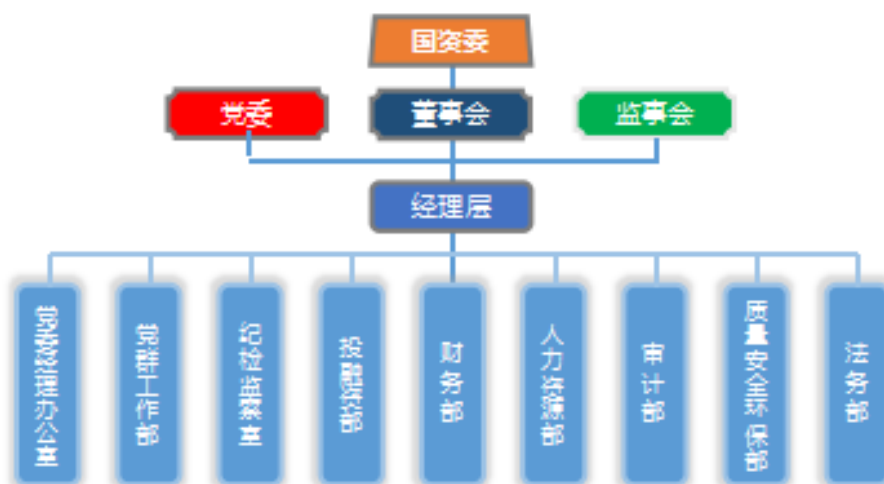 国资委
党委
董事会
监事会
经理层
党委经理办公室
党群工作部
纪检监察室
投融资部
财务部
人力资源部
审计部
质量安全环保部
法务部